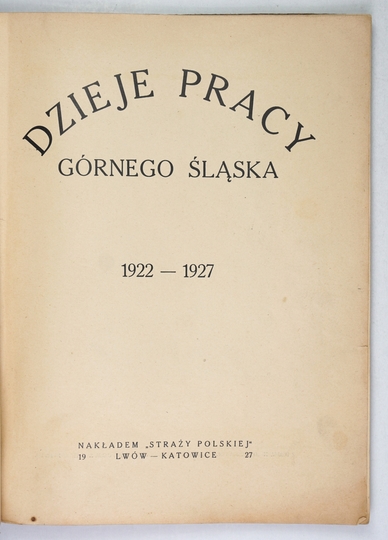 DZIEJE PRACY
GÓRNEGO ŚLĄSKA
1922 — 1927
NAKŁADEM „STRAŻY POLSKIEJ"
19 LWÓW — KATOWICE 27